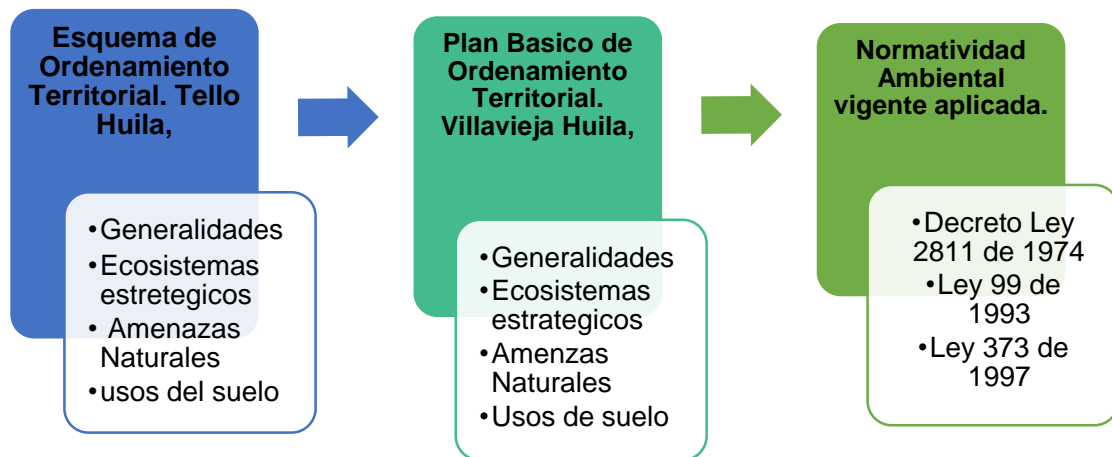 Esquema de
Ordenamiento
Territorial. Tello
Huila,
•Generalidades
•Ecosistemas
estretegicos
• Amenazas
Naturales
•usos del suelo
Plan Basico de
Ordenamiento
Territorial.
Villavieja Huila,
•Generalidades
•Ecosistemas
estrategicos
•Amenzas
Naturales
•Usos de suelo
Normatividad
Ambiental
vigente aplicada.
•Decreto Ley
2811 de 1974
•Ley 99 de
1993
•Ley 373 de
1997